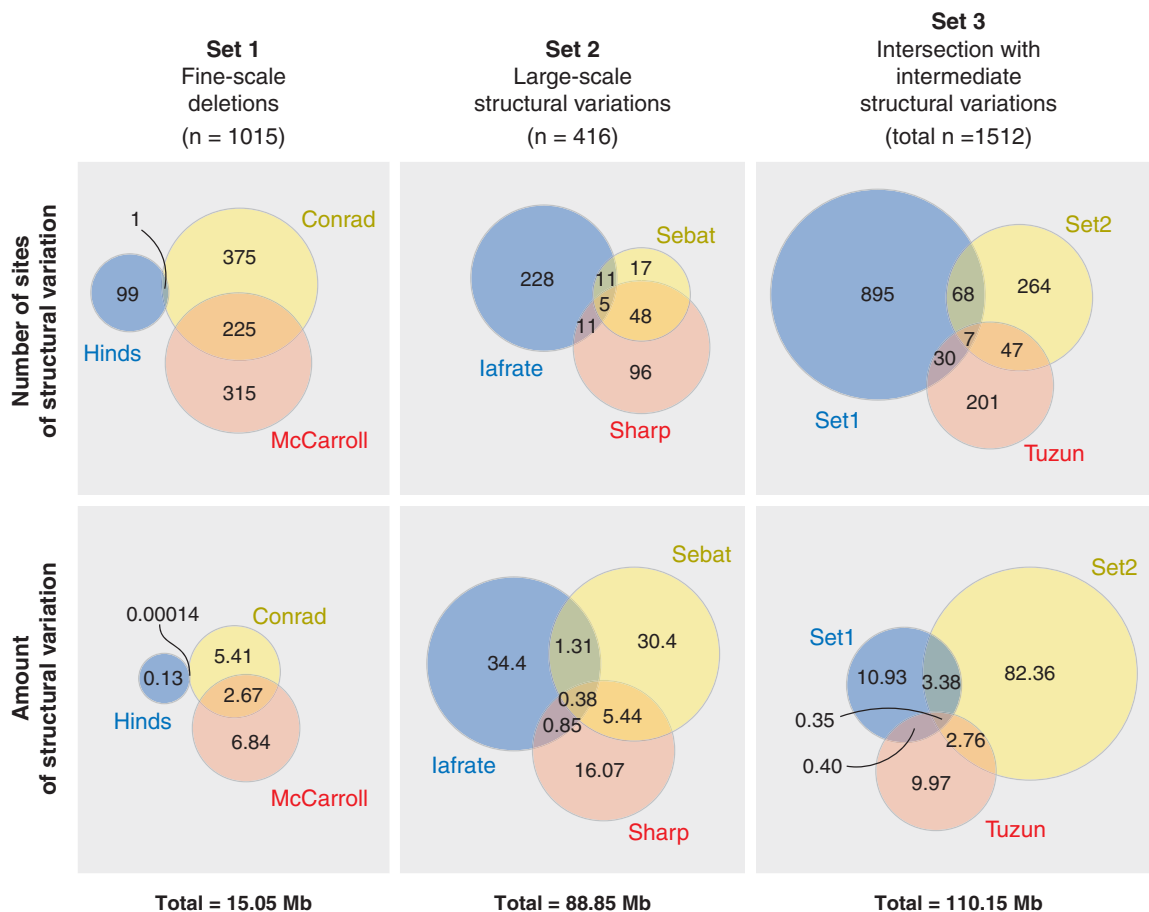 Set 1
Fine-scale
deletions
(n = 1015)
Set 2
Large-scale
structural variations
(n = 416)
Set 3
Intersection with
intermediate
structural variations
(total n =1512)
Number of sites
of structural variation
1
Conrad
375
99
225
Hinds
315
McCarroll
Sebat
228
11
17
5
11
48
Iafrate
96
Sharp
Set2
895
68
264
7
30
47
201
Set1
Tuzun
Amount
of structural variation
0.00014
Conrad
5.41
0.13
2.67
Hinds
6.84
McCarroll
Sebat
1.31
30.4
34.4
0.38
0.85
5.44
Iafrate
16.07
Sharp
Set2
Set1
10.93
3.38
82.36
0.35
2.76
0.40
9.97
Tuzun
Total = 15.05 Mb
Total = 88.85 Mb
Total = 110.15 Mb